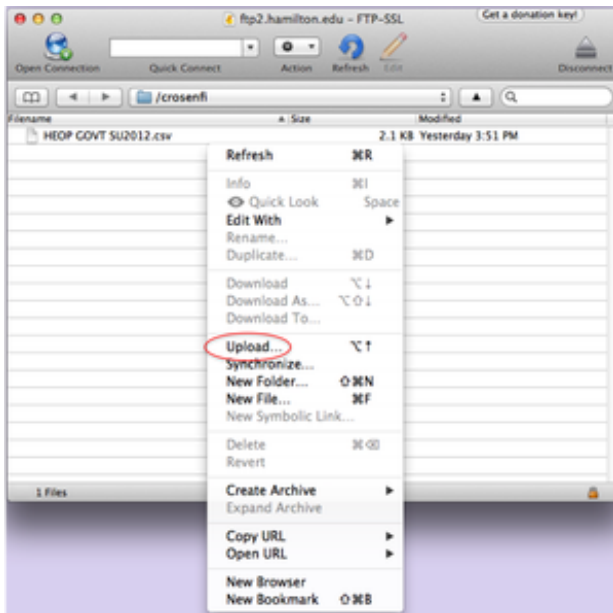 ftp2.hamilton.edu – FTP-SSL
Get a donation key!
Open Connection Quick Connect Action Refresh Edit Disconnect
/crosenfi
Filename Size Modified
HEOP GOVT SU2012.csv 2.1 KB Yesterday 3:51 PM
Refresh ⌘R
Info ⌘I
Quick Look Space
Edit With
Rename...
Duplicate... ⌘D
Download ⌥↓
Download As... ⌥⇧↓
Download To...
Upload... ⌥↑
Synchronize...
New Folder... ⇧⌘N
New File... ⌘F
New Symbolic Link...
Delete ⌘⌫
Revert
1 Files
Create Archive
Expand Archive
Copy URL
Open URL
New Browser
New Bookmark ⇧⌘B